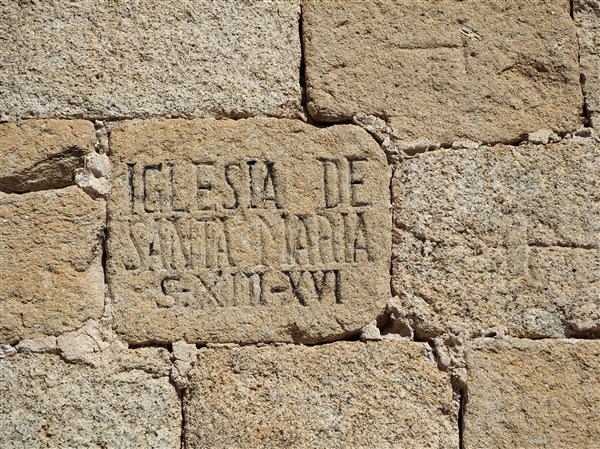 IGLESIA DE
SANTA MARIA
S-XIII-XVI